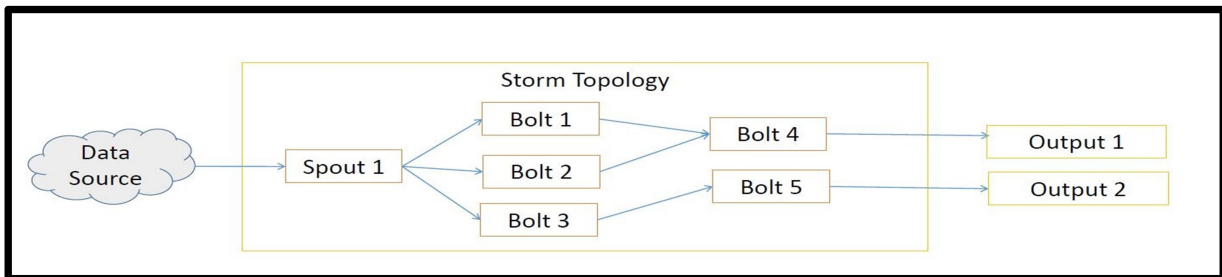 Storm Topology
Data
Source
Spout 1
Bolt 1
Bolt 2
Bolt 3
Bolt 4
Bolt 5
Output 1
Output 2